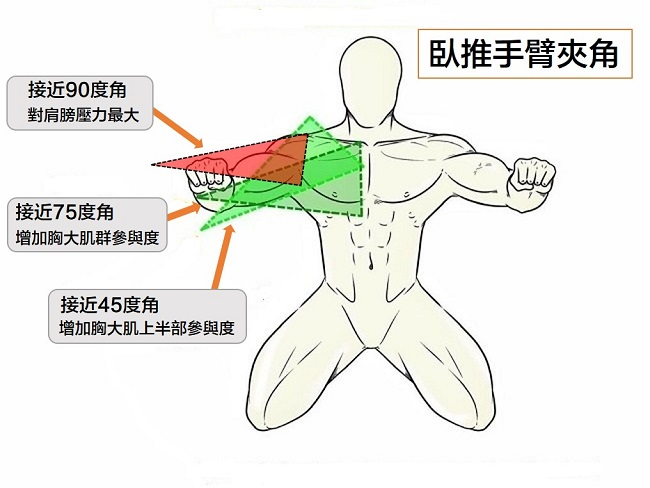 臥推手臂夾角
接近90度角
對肩膀壓力最大
接近75度角
增加胸大肌群參與度
接近45度角
增加胸大肌上半部參與度